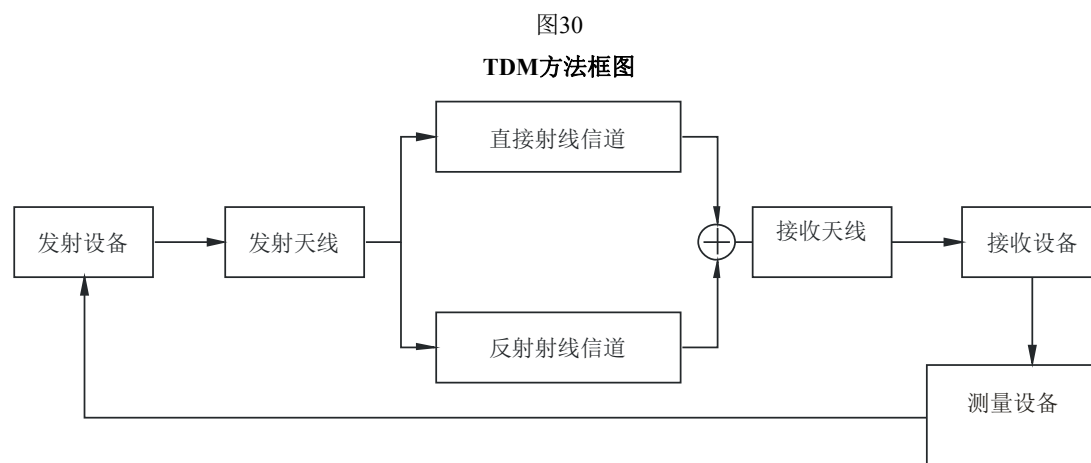 图30
TDM方法框图
直接射线信道
发射设备
发射天线
接收天线
接收设备
反射射线信道
测量设备